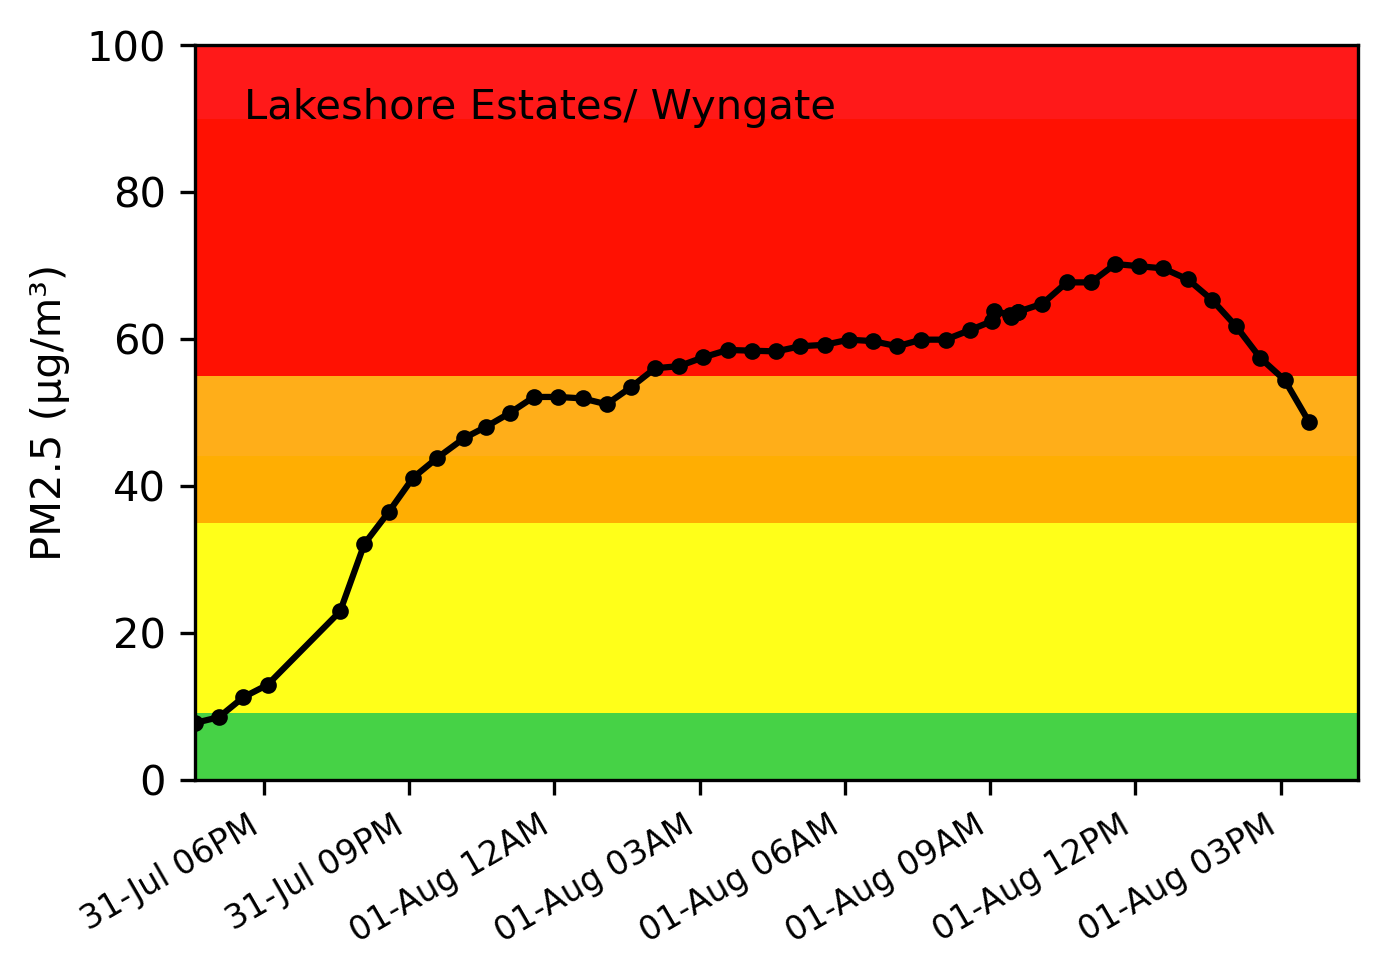 Lakeshore Estates/ Wyngate
PM2.5 (µg/m³)
100
80
60
40
20
0
31-Jul 06PM
31-Jul 09PM
01-Aug 12AM
01-Aug 03AM
01-Aug 06AM
01-Aug 09AM
01-Aug 12PM
01-Aug 03PM